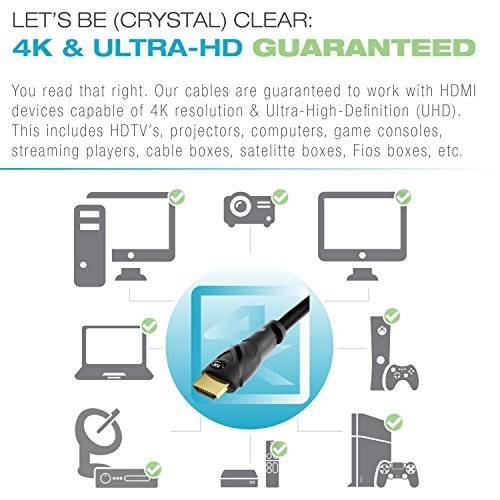 LET'S BE (CRYSTAL) CLEAR:
4K & ULTRA-HD GUARANTEED
You read that right. Our cables are guaranteed to work with HDMI
devices capable of 4K resolution & Ultra-High-Definition (UHD).
This includes HDTV's, projectors, computers, game consoles,
streaming players, cable boxes, satelitte boxes, Fios boxes, etc.